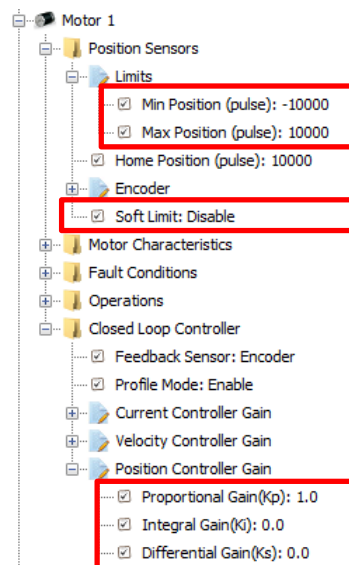 Motor 1
Position Sensors
Limits
Min Position (pulse): -10000
Max Position (pulse): 10000
Home Position (pulse): 10000
Encoder
Soft Limit: Disable
Motor Characteristics
Fault Conditions
Operations
Closed Loop Controller
Feedback Sensor: Encoder
Profile Mode: Enable
Current Controller Gain
Velocity Controller Gain
Position Controller Gain
Proportional Gain(Kp): 1.0
Integral Gain(Ki): 0.0
Differential Gain(Ks): 0.0